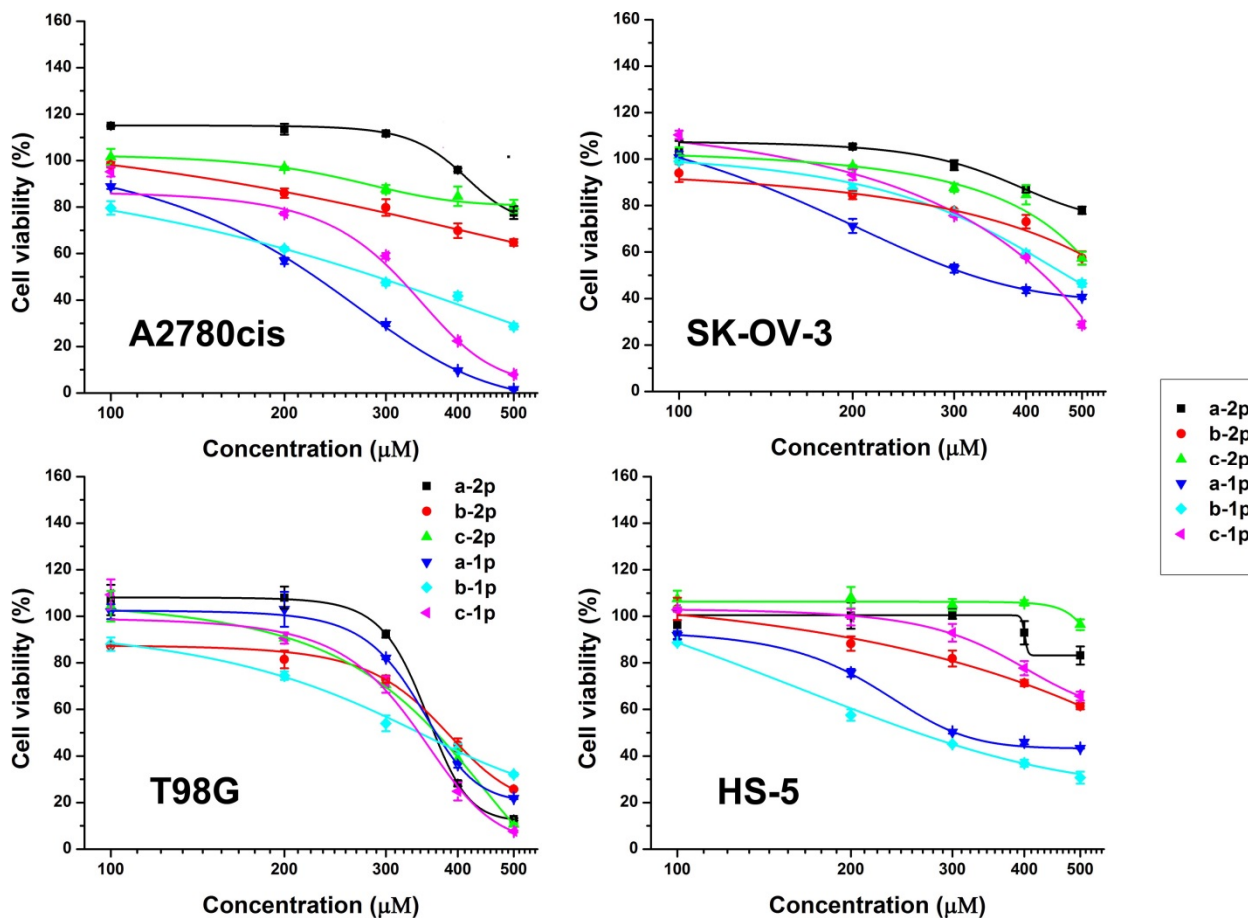 160
140
120
100
80
60
40
20
0
Cell viability (%)
A2780cis
100
200
300
400
500
Concentration (μM)
160
140
120
100
80
60
40
20
0
Cell viability (%)
SK-OV-3
100
200
300
400
500
Concentration (μM)
160
140
120
100
80
60
40
20
0
Cell viability (%)
a-2p
b-2p
c-2p
a-1p
b-1p
c-1p
T98G
100
200
300
400
500
Concentration (μM)
160
140
120
100
80
60
40
20
0
Cell viability (%)
HS-5
100
200
300
400
500
Concentration (μM)
a-2p
b-2p
c-2p
a-1p
b-1p
c-1p